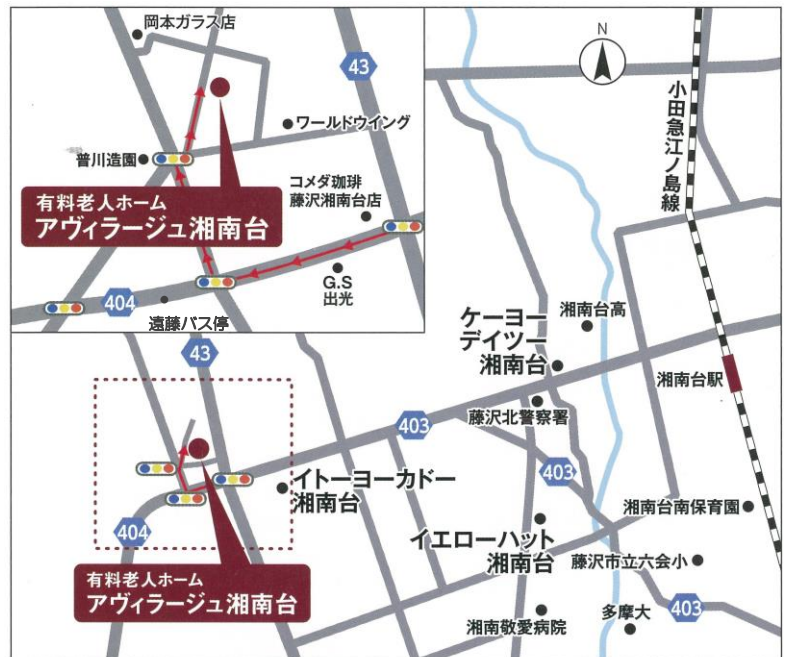 岡本ガラス店
43
N
小田急江ノ島線
ワールドウイング
普川造園
コメダ珈琲
藤沢湘南台店
有料老人ホーム
アヴィラージュ湘南台
G.S
出光
404
遠藤バス停
43
ケーヨー
デイツー
湘南台
湘南台高
湘南台駅
藤沢北警察署
403
403
イトーヨーカドー
湘南台
404
イエローハット
湘南台
湘南台南保育園
藤沢市立六会小
有料老人ホーム
アヴィラージュ湘南台
湘南敬愛病院
多摩大
403